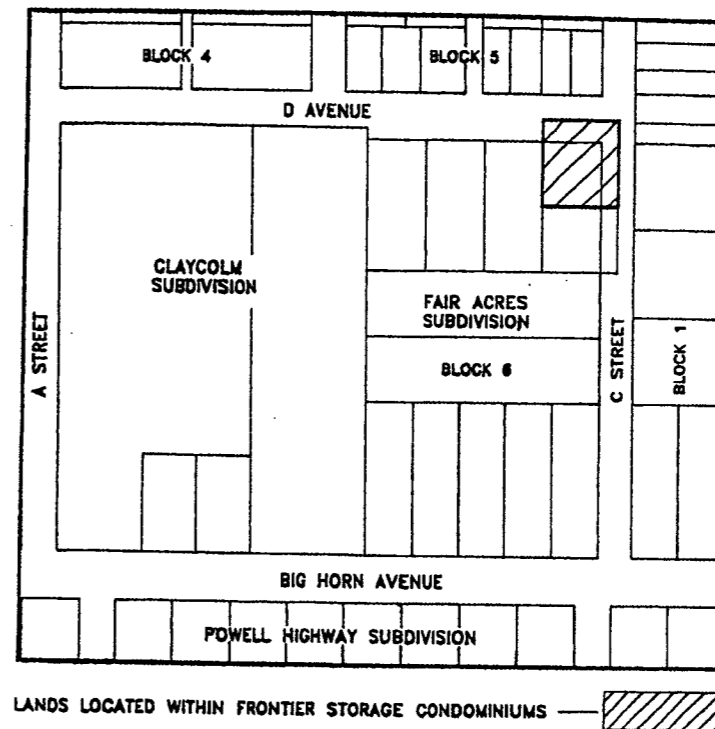 BLOCK 4
BLOCK 5
D AVENUE
CLAYCOLM
SUBDIVISION
FAIR ACRES
SUBDIVISION
BLOCK 6
A STREET
C STREET
BLOCK 1
BIG HORN AVENUE
POWELL HIGHWAY SUBDIVISION
LANDS LOCATED WITHIN FRONTIER STORAGE CONDOMINIUMS